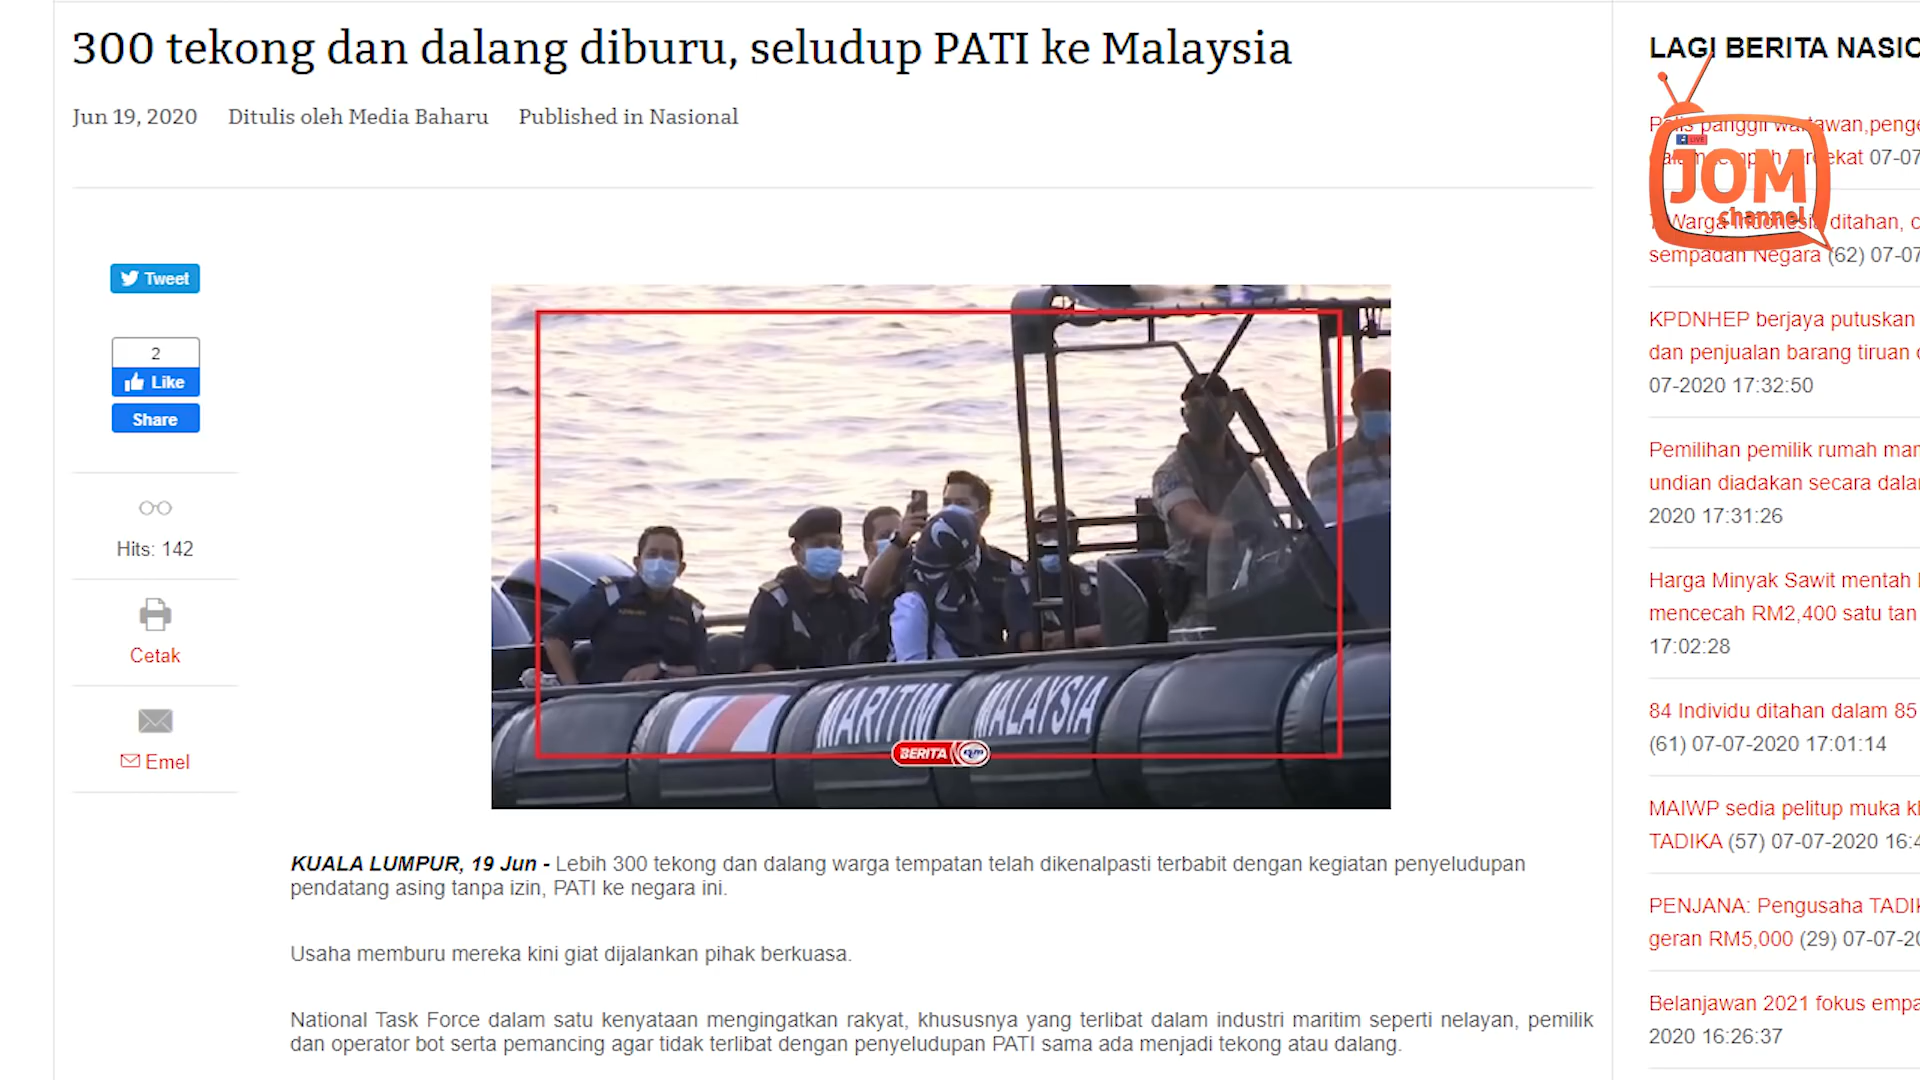 300 tekong dan dalang diburu, seludup PATI ke Malaysia
Jun 19, 2020 Ditulis oleh Media Baharu Published in Nasional
Tweet
2
Like
Share
Hits: 142
Cetak
Emel
MARITIM MALAYSIA
BERITA
KUALA LUMPUR, 19 Jun - Lebih 300 tekong dan dalang warga tempatan telah dikenalpasti terbabit dengan kegiatan penyeludupan
pendatang asing tanpa izin, PATI ke negara ini.
Usaha memburu mereka kini giat dijalankan pihak berkuasa.
National Task Force dalam satu kenyataan mengingatkan rakyat, khususnya yang terlibat dalam industri maritim seperti nelayan, pemilik
dan operator bot serta pemancing agar tidak terlibat dengan penyeludupan PATI sama ada menjadi tekong atau dalang.
LAGI BERITA NASIO
panggil
JOM
channel
ditahan, c
sempadan Negara (62) 07-07
KPDNHEP berjaya putuskan
dan penjualan barang tiruan
07-2020 17:32:50
Pemilihan pemilik rumah mam
undian diadakan secara dalam
2020 17:31:26
Harga Minyak Sawit mentah
mencecah RM2,400 satu tan
17:02:28
84 Individu ditahan dalam 85
(61) 07-07-2020 17:01:14
MAIWP sedia pelitup muka
TADIKA (57) 07-07-2020 16:4
PENJANA: Pengusaha TADIK
geran RM5,000 (29) 07-07-20
Belanjawan 2021 fokus empa
2020 16:26:37